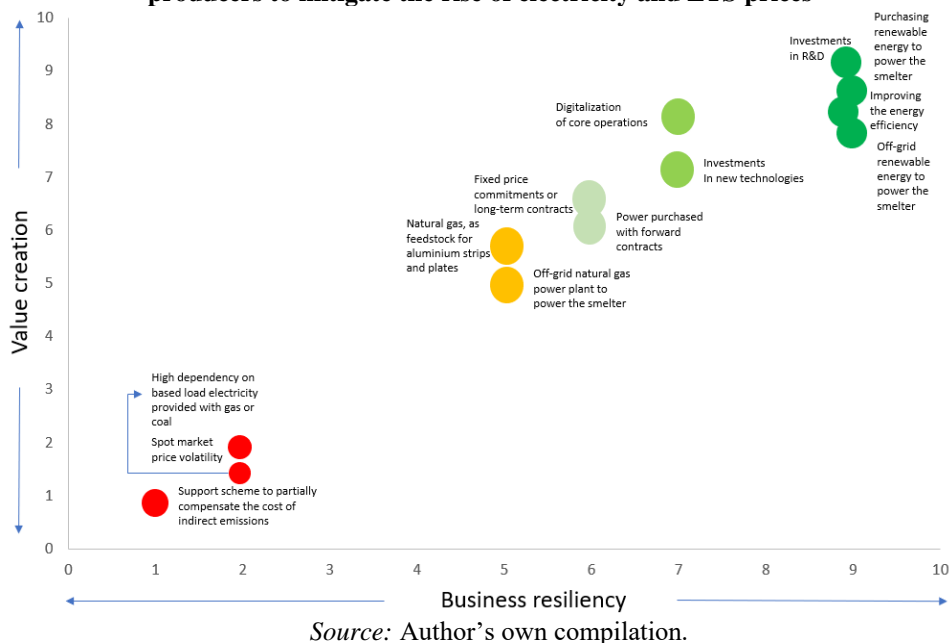 producers to mitigate the rise of electricity and ETS prices
Value creation
10
9
8
7
6
5
4
3
2
1
0
Purchasing
renewable
energy to
power the
smelter
Investments
in R&D
Improving
the energy
efficiency
Off-grid
renewable
energy to
power the
smelter
Digitalization
of core operations
Investments
In new technologies
Fixed price
commitments or
long-term contracts
Power purchased
with forward
contracts
Natural gas, as
feedstock for
aluminium strips
and plates
Off-grid natural gas
power plant to
power the smelter
High dependency on
based load electricity
provided with gas or
coal
Spot market
price volatility
Support scheme to partially
compensate the cost of
indirect emissions
0 1 2 3 4 5 6 7 8 9 10
Business resiliency
Source: Author's own compilation.